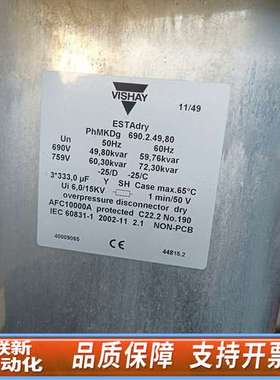 VISHAY
11/49
ESTAdry
PhMKDg 690.2.49,80
Un 50Hz 60Hz
690V 49,80kvar 59,76kvar
759V 60,30kvar 72,30kvar
-25/D -25/C
3*333,0 µF Y SH Case max.65°C
Ui 6,0/15KV 1 min/50 V
overpressure disconnector dry
AFC10000A protected C22.2 No.190
IEC 60831-1 2002-11 2.1 NON-PCB
40009065
CE
44815.2
联新
自动化
品质保障 支持开票